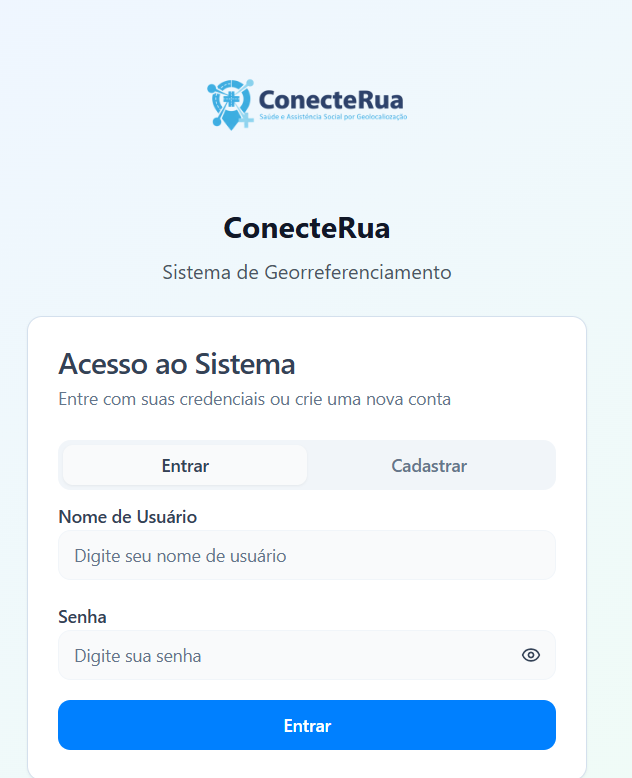 ConecteRua
Saúde e Assistência Social por Geolocalização
ConecteRua
Sistema de Georreferenciamento
Acesso ao Sistema
Entre com suas credenciais ou crie uma nova conta
Entrar
Cadastrar
Nome de Usuário
Digite seu nome de usuário
Senha
Digite sua senha
Entrar